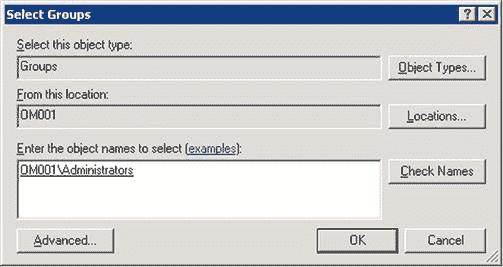 Select Groups
Select this object type:
Groups
Object Types...
From this location:
OM001
Locations...
Enter the object names to select (examples):
OM001\Administrators
Check Names
Advanced...
OK
Cancel